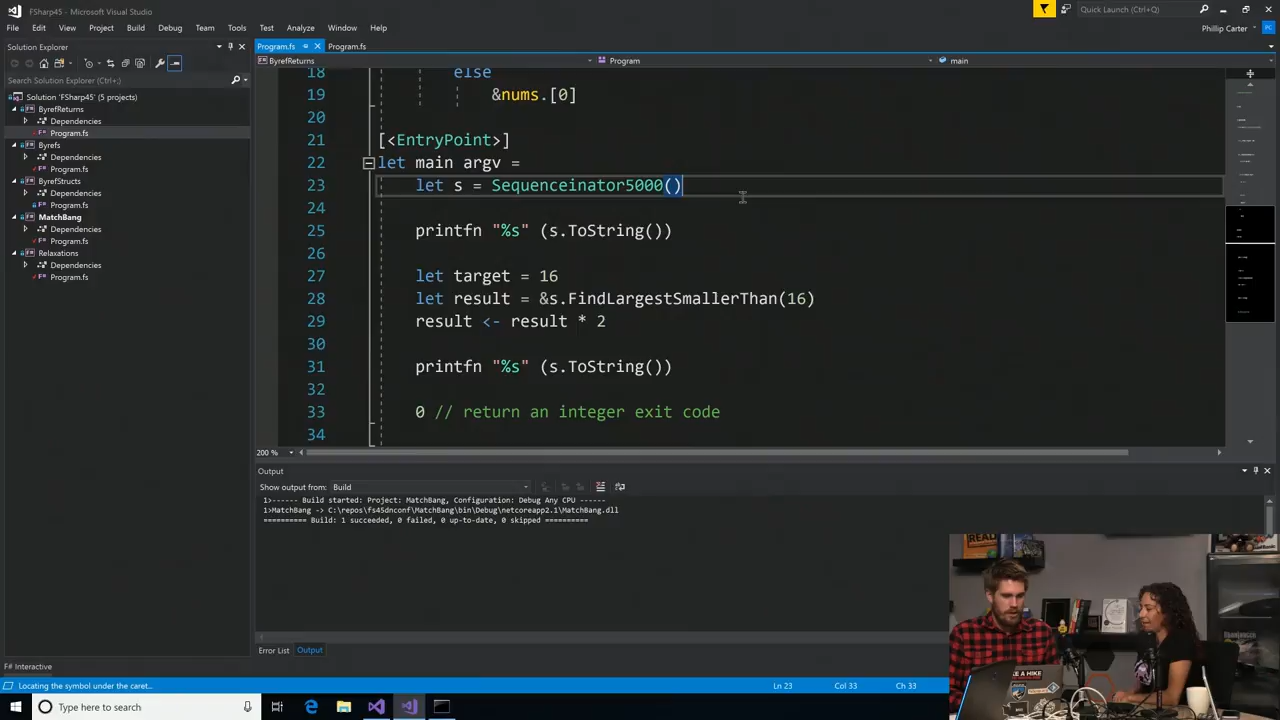 FSharp45 - Microsoft Visual Studio
Quick Launch (Ctrl+Q)
File Edit View Project Build Debug Team Tools Test Analyze Window Help
Phillip Carter
PC
Solution Explorer
Search Solution Explorer (Ctrl+;)
Solution 'FSharp45' (5 projects)
ByrefReturns
Dependencies
Program.fs
Byrefs
Dependencies
Program.fs
ByrefStructs
Dependencies
Program.fs
MatchBang
Dependencies
Program.fs
Relaxations
Dependencies
Program.fs
Program.fs
Program.fs
ByrefReturns
Program
main
18 else
19 &nums.[0]
20
21 [<EntryPoint>]
22 let main argv =
23 let s = Sequenceinator5000()
24
25 printfn "%s" (s.ToString())
26
27 let target = 16
28 let result = &s.FindLargestSmallerThan(16)
29 result <- result * 2
30
31 printfn "%s" (s.ToString())
32
33 0 // return an integer exit code
34
200 %
Output
Show output from: Build
1>------ Build started: Project: MatchBang, Configuration: Debug Any CPU ------
1>MatchBang -> C:\repos\fs45dnconf\MatchBang\bin\Debug\netcoreapp2.1\MatchBang.dll
========== Build: 1 succeeded, 0 failed, 0 up-to-date, 0 skipped ==========
Error List Output
F# Interactive
Locating the symbol under the caret...
Ln 23 Col 33 Ch 33
Type here to search